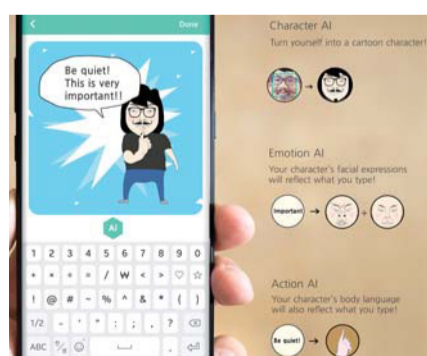 Done
Be quiet!
This is very
important!!
AI
1 2 3 4 5 6 7 8 9 0
/ ₩ < > ♡ ☆
! @ # ~ % ^ & * ( )
1/2 - ' " : ; , ?
ABC
Character AI
Turn yourself into a cartoon character!
Emotion AI
Your character's facial expressions
will reflect what you type!
important!
Action AI
Your character's body language
will also reflect what you type!
Be quiet!